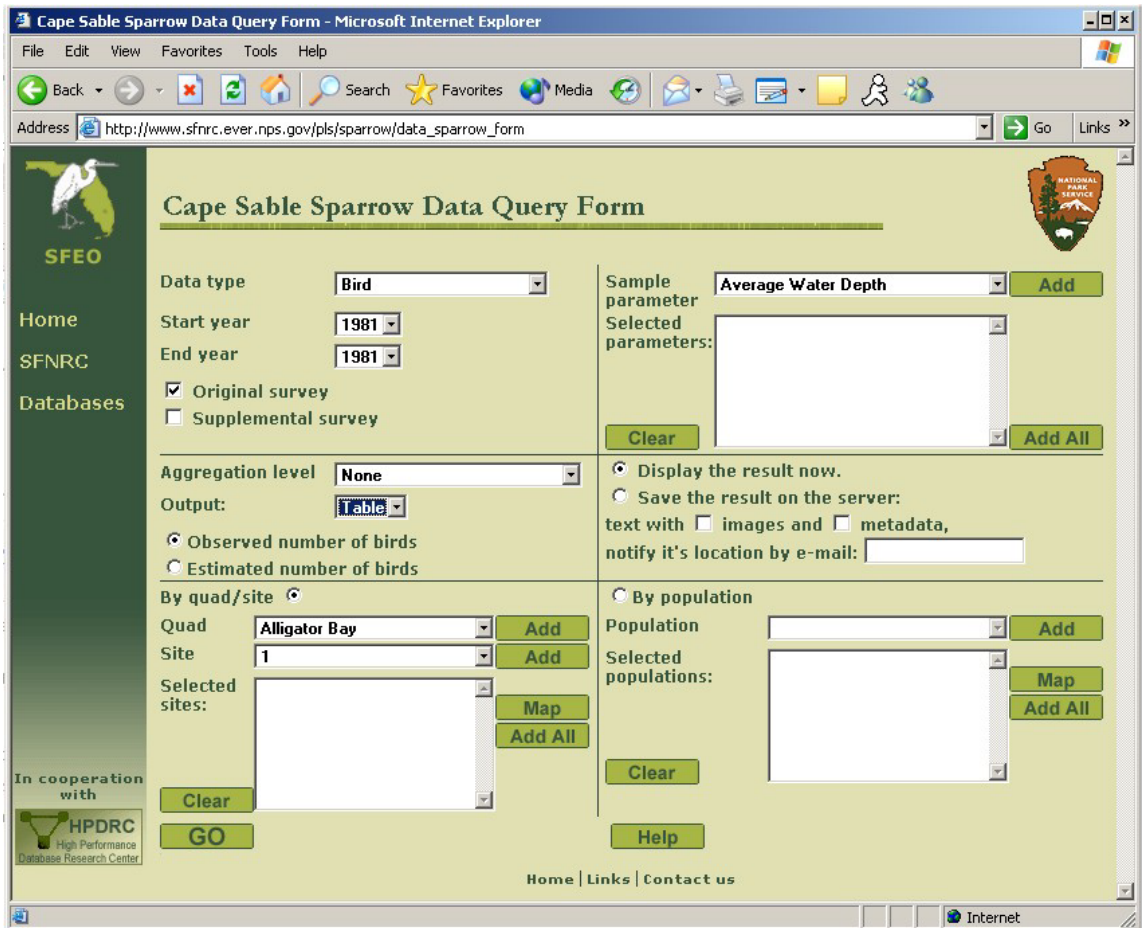 Cape Sable Sparrow Data Query Form - Microsoft Internet Explorer
File Edit View Favorites Tools Help
Back Search Favorites Media
Address http://www.sfnrc.ever.nps.gov/pls/sparrow/data_sparrow_form Go Links »
SFEO
Home
SFNRC
Databases
In cooperation
with
HPDRC
High Performance
Database Research Center
Cape Sable Sparrow Data Query Form
NATIONAL
PARK
SERVICE
Data type Bird
Start year 1981
End year 1981
Original survey
Supplemental survey
Sample
parameter Average Water Depth Add
Selected
parameters:
Clear Add All
Aggregation level None
Output: Table
Observed number of birds
Estimated number of birds
Display the result now.
Save the result on the server:
text with images and metadata,
notify it's location by e-mail:
By quad/site
Quad Alligator Bay Add
Site 1 Add
Selected
sites:
Map
Add All
Clear
GO
By population
Population Add
Selected
populations:
Map
Add All
Clear
Help
Home | Links | Contact us
Internet